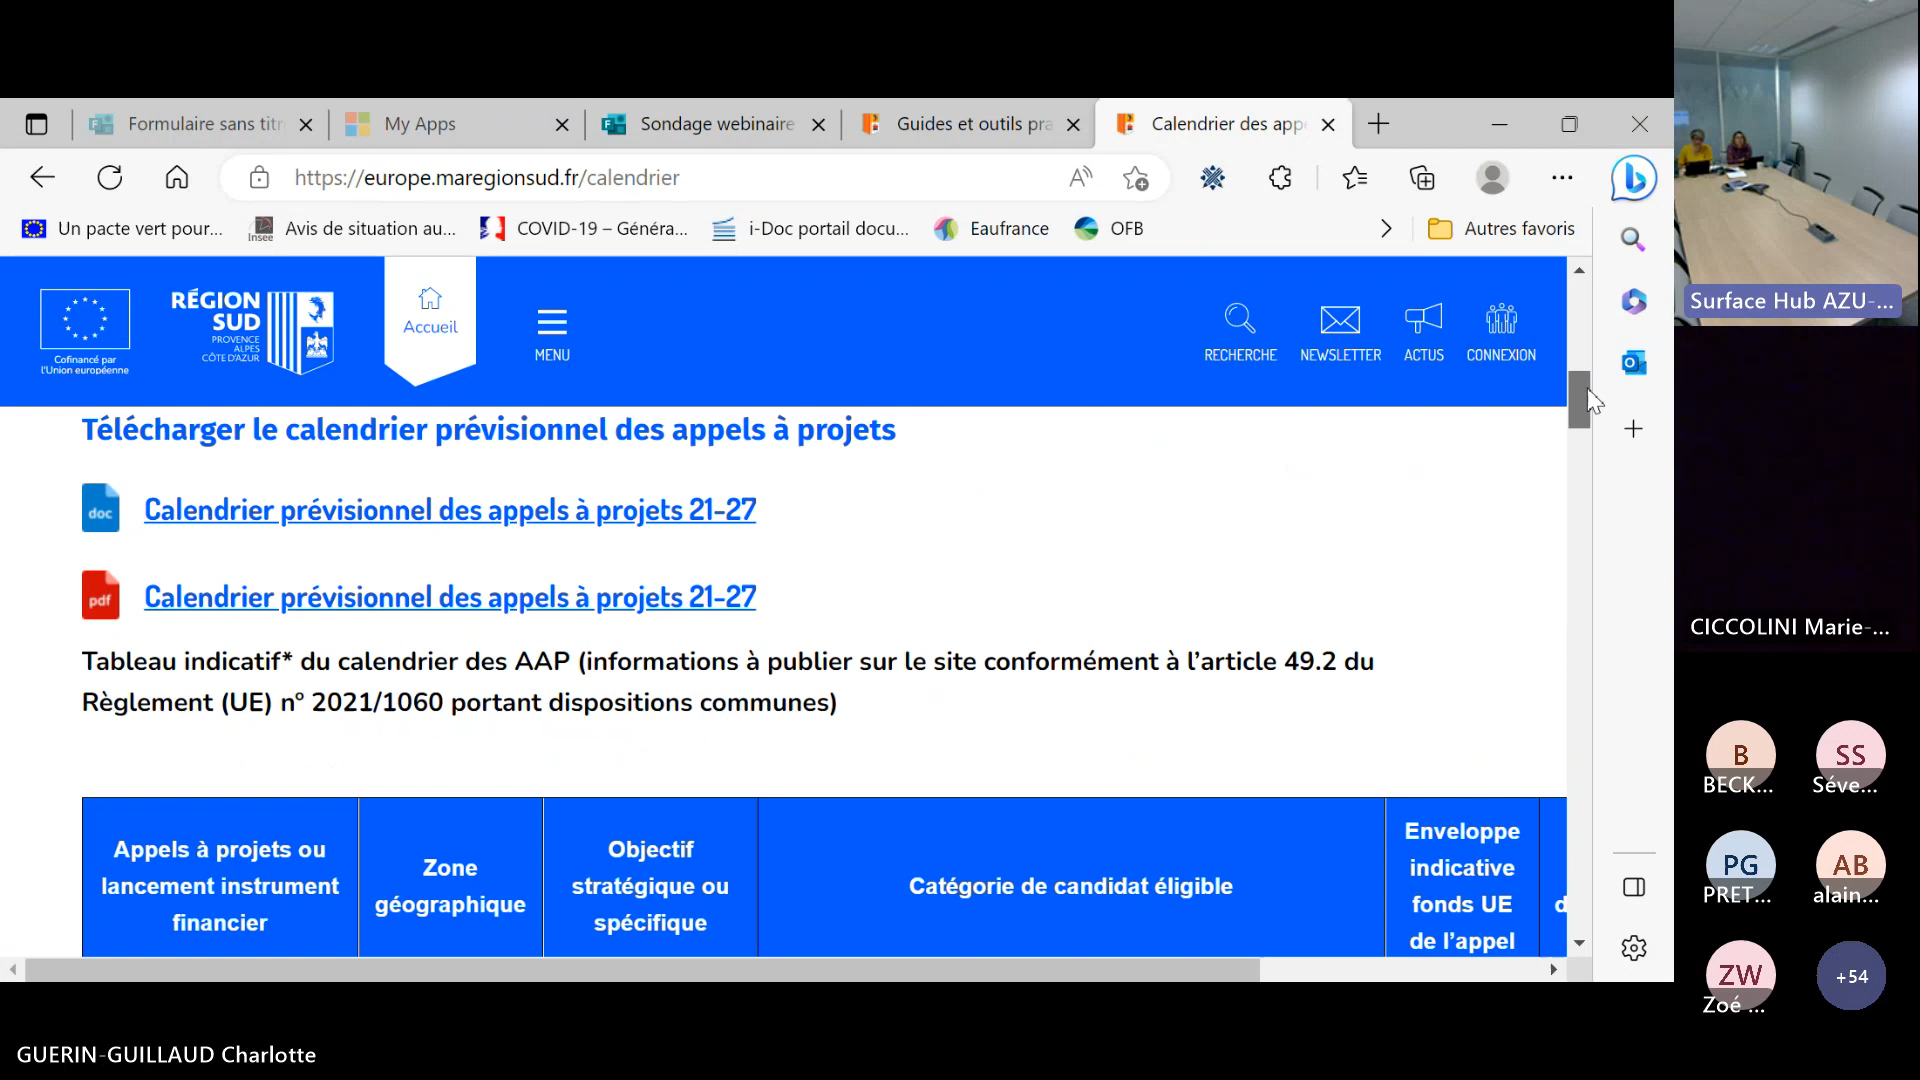 Formulaire sans titr
My Apps
Sondage webinaire
Guides et outils pra
Calendrier des appe
https://europe.maregionsud.fr/calendrier
Un pacte vert pour...
Insee
Avis de situation au...
COVID-19 – Généra...
i-Doc portail docu...
Eaufrance
OFB
Autres favoris
Cofinancé par
l'Union européenne
RÉGION
SUD
PROVENCE
ALPES
CÔTE D'AZUR
Accueil
MENU
RECHERCHE
NEWSLETTER
ACTUS
CONNEXION
Télécharger le calendrier prévisionnel des appels à projets
doc
Calendrier prévisionnel des appels à projets 21-27
pdf
Calendrier prévisionnel des appels à projets 21-27
Tableau indicatif* du calendrier des AAP (informations à publier sur le site conformément à l'article 49.2 du
Règlement (UE) n° 2021/1060 portant dispositions communes)
Appels à projets ou
lancement instrument
financier
Zone
géographique
Objectif
stratégique ou
spécifique
Catégorie de candidat éligible
Enveloppe
indicative
fonds UE
de l'appel
d
Surface Hub AZU-...
CICCOLINI Marie-...
B
BECK...
SS
Séve...
PG
PRET...
AB
alain...
ZW
Zoé ...
+54
GUERIN-GUILLAUD Charlotte